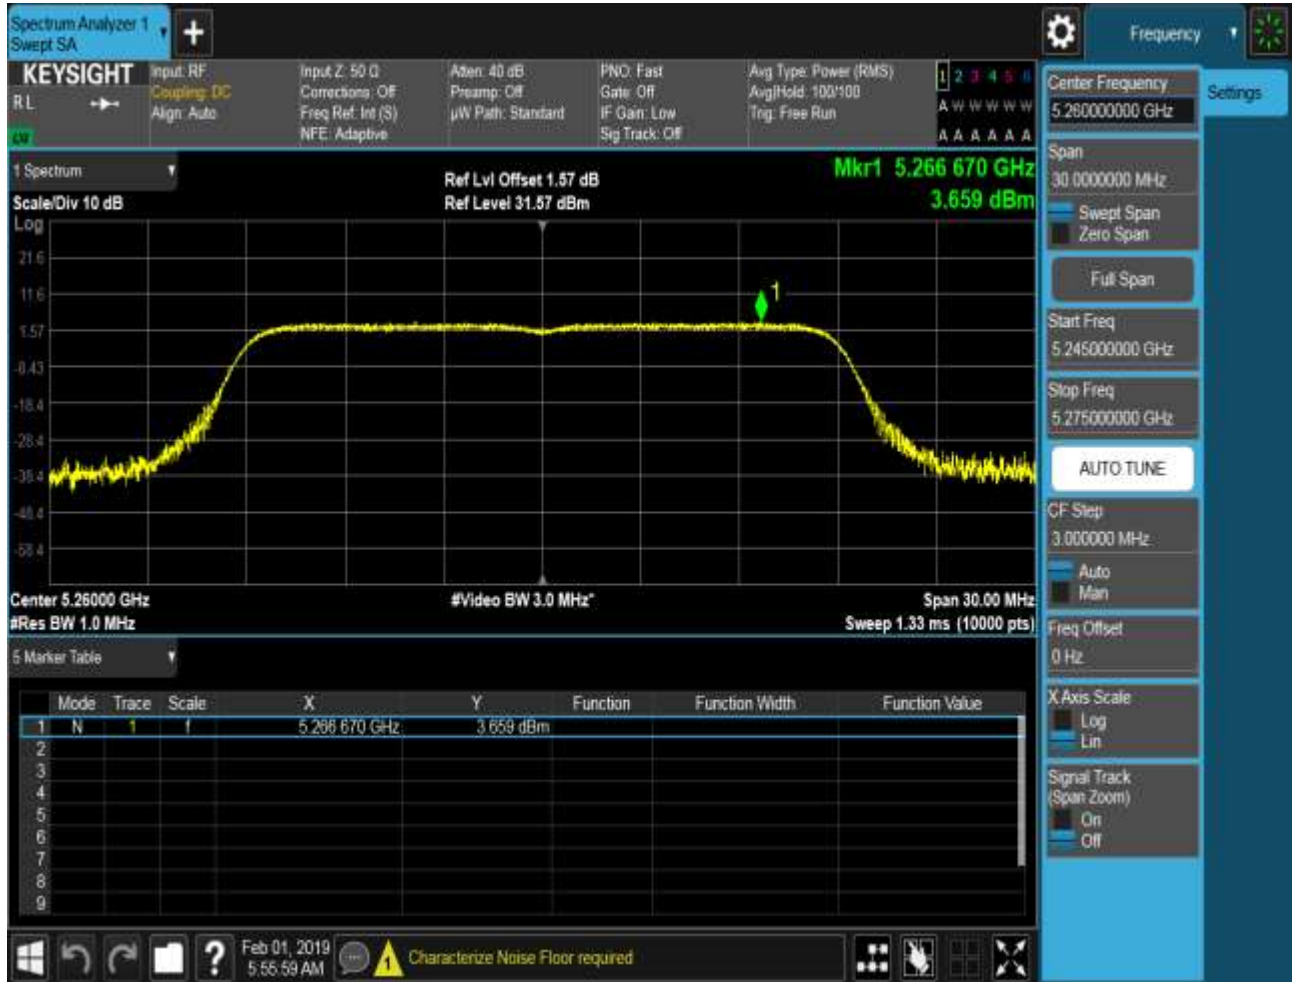 Spectrum Analyzer 1
Swept SA
Frequency
KEYSIGHT
R L
Input: RF
Coupling: DC
Align: Auto
Input Z: 50 Ω
Corrections: Off
Freq Ref: Int (S)
NFE: Adaptive
Atten: 40 dB
Preamp: Off
µW Path: Standard
PNO: Fast
Gate: Off
IF Gain: Low
Sig Track: Off
Avg Type: Power (RMS)
Avg|Hold: 100/100
Trig: Free Run
1 2 3 4 5 6
A W W W W W
A A A A A A
1 Spectrum
Scale/Div 10 dB
Ref Lvl Offset 1.57 dB
Ref Level 31.57 dBm
Mkr1 5.266 670 GHz
3.659 dBm
Log
21.6
11.6
1.57
-8.43
-18.4
-28.4
-38.4
-48.4
-58.4
1
Center 5.26000 GHz
#Res BW 1.0 MHz
#Video BW 3.0 MHz*
Span 30.00 MHz
Sweep 1.33 ms (10000 pts)
5 Marker Table
Mode Trace Scale X Y Function Function Width Function Value
1 N 1 f 5.266 670 GHz 3.659 dBm
2
3
4
5
6
7
8
9
Feb 01, 2019
5:55:59 AM
?
1
Characterize Noise Floor required
Settings
Center Frequency
5.260000000 GHz
Span
30.0000000 MHz
Swept Span
Zero Span
Full Span
Start Freq
5.245000000 GHz
Stop Freq
5.275000000 GHz
AUTO TUNE
CF Step
3.000000 MHz
Auto
Man
Freq Offset
0 Hz
X Axis Scale
Log
Lin
Signal Track
(Span Zoom)
On
Off